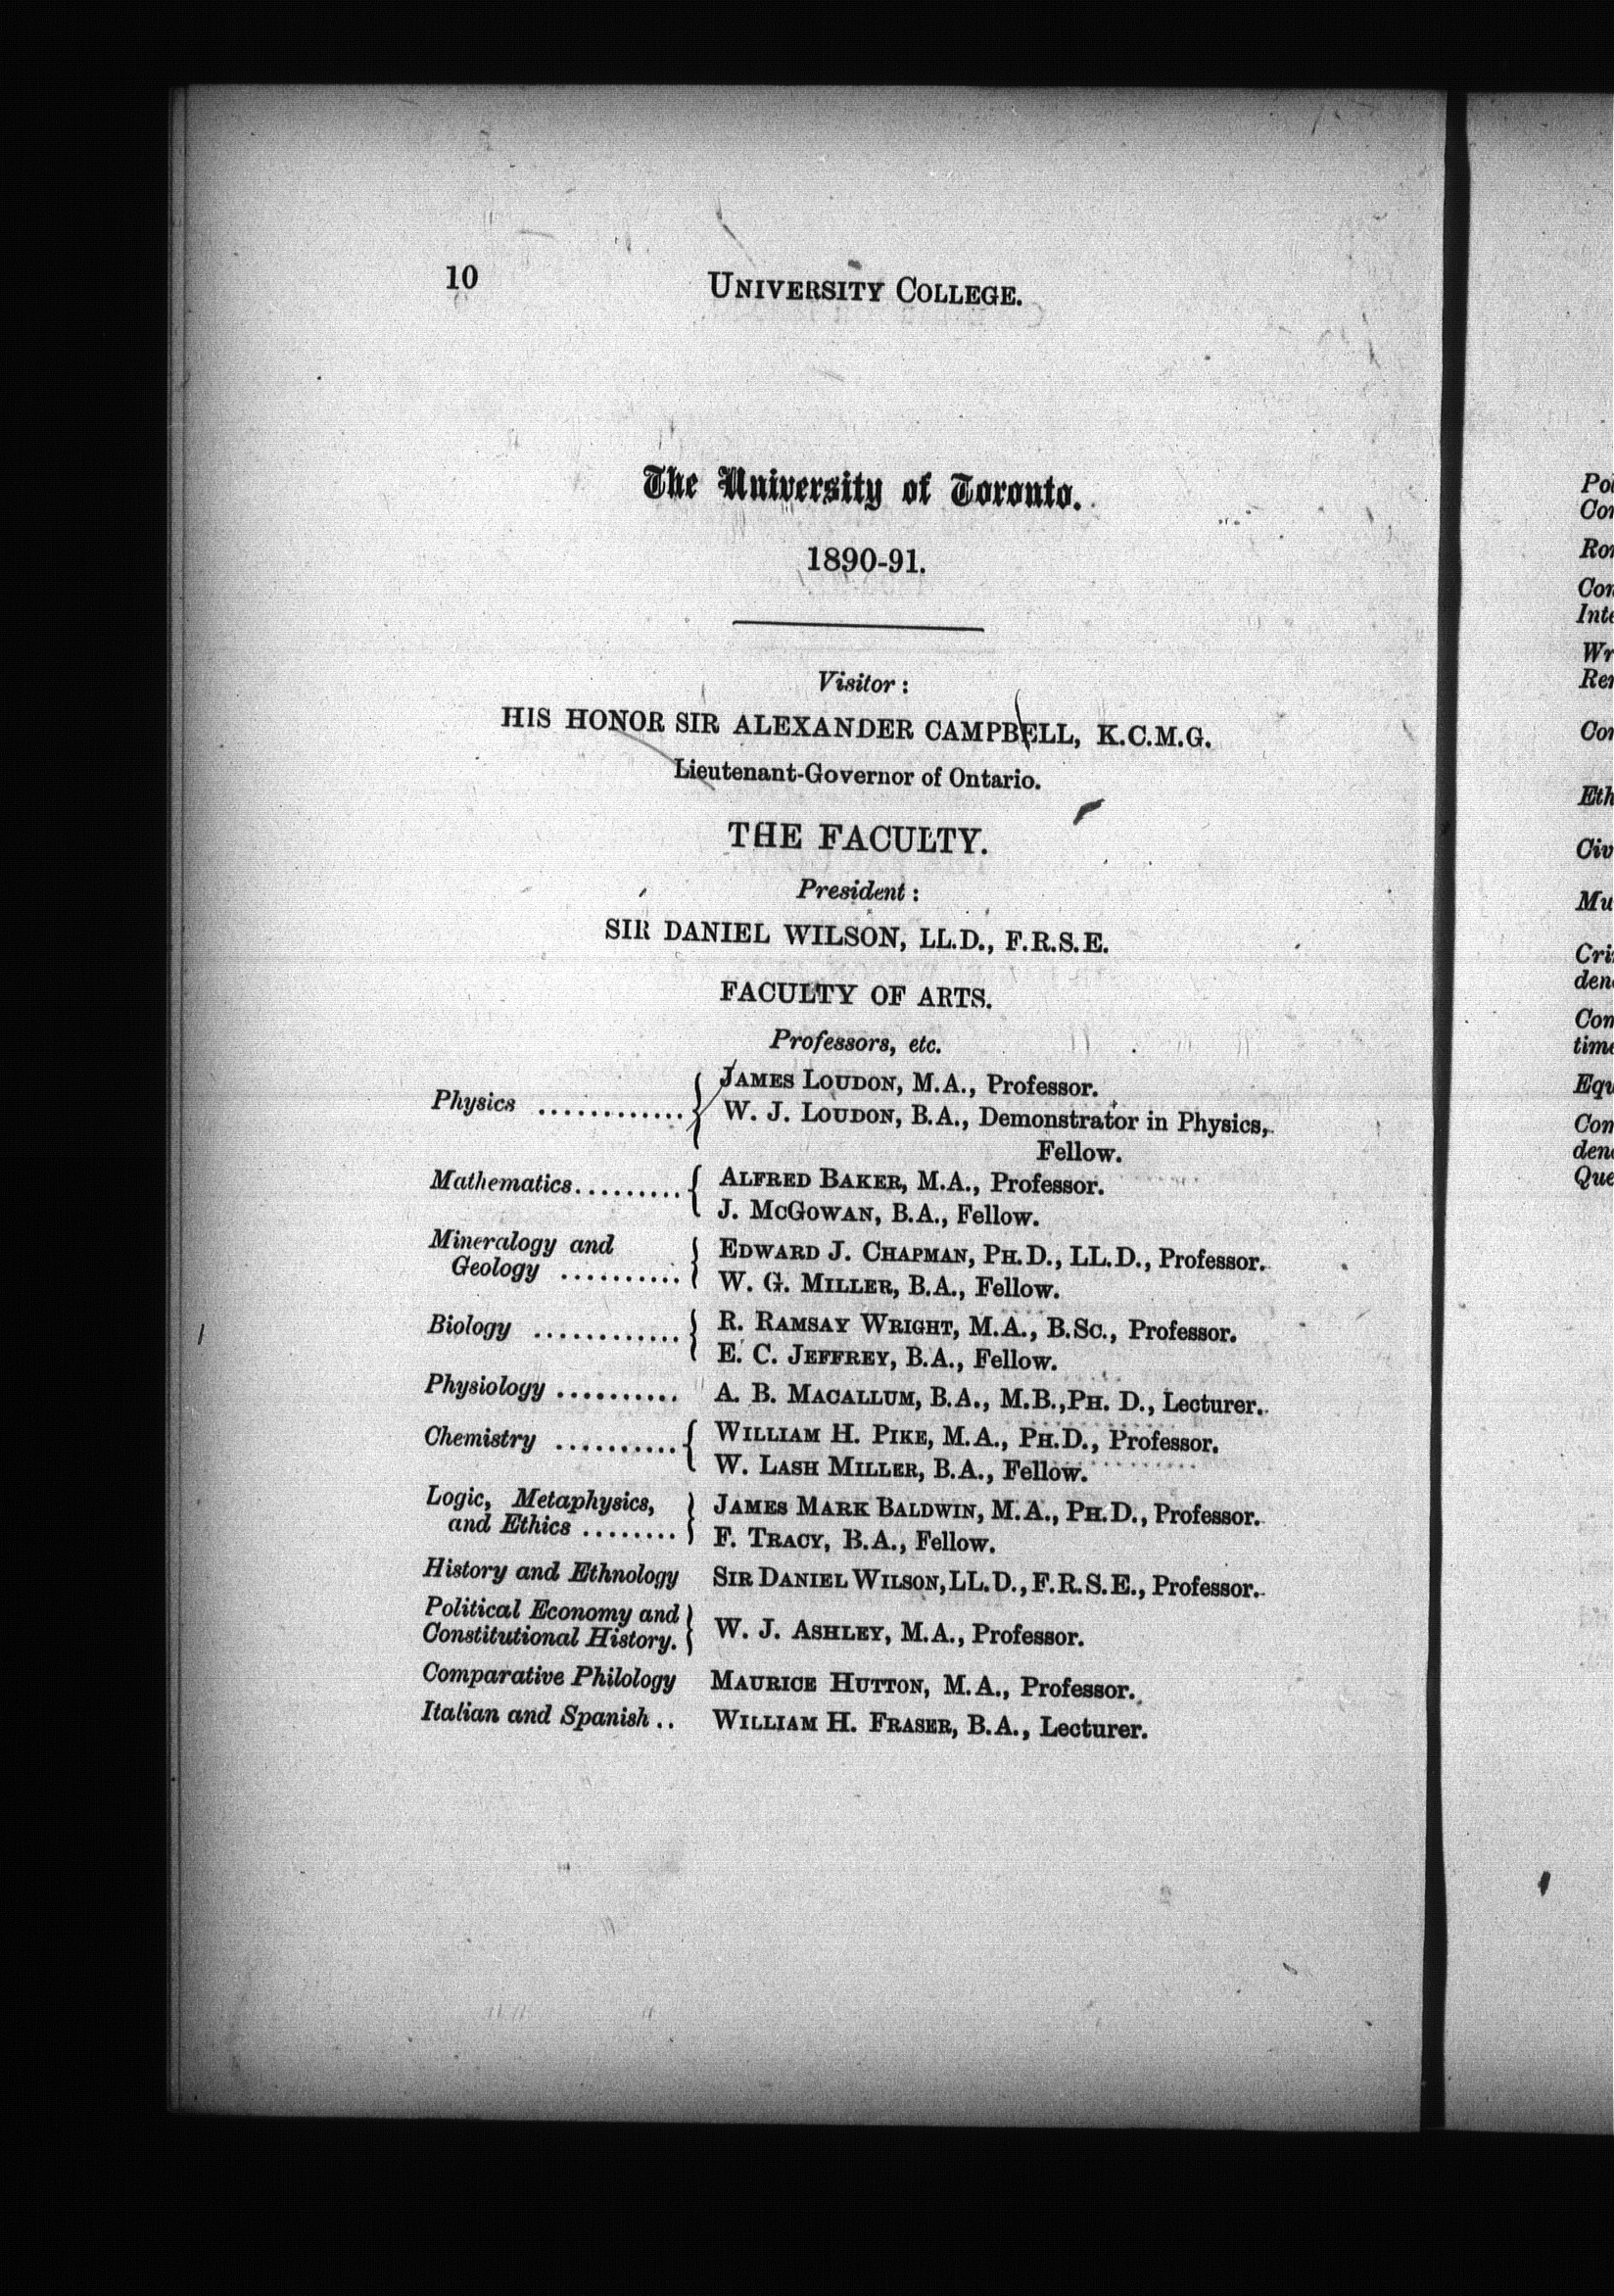 10
UNIVERSITY COLLEGE.
The University of Toronto.
1890-91.
Visitor:
HIS HONOR SIR ALEXANDER CAMPBELL, K.C.M.G.
Lieutenant-Governor of Ontario.
THE FACULTY.
President:
SIR DANIEL WILSON, LL.D., F.R.S.E.
FACULTY OF ARTS.
Professors, etc.
Physics ............ { JAMES LOUDON, M.A., Professor.
W. J. LOUDON, B.A., Demonstrator in Physics,
Fellow.
Mathematics......... { ALFRED BAKER, M.A., Professor.
J. MCGOWAN, B.A., Fellow.
Mineralogy and { EDWARD J. CHAPMAN, PH.D., LL.D., Professor.
Geology .......... W. G. MILLER, B.A., Fellow.
Biology ............ { R. RAMSAY WRIGHT, M.A., B.SC., Professor.
E. C. JEFFREY, B.A., Fellow.
Physiology .......... A. B. MACALLUM, B.A., M.B., PH. D., Lecturer.
Chemistry .......... { WILLIAM H. PIKE, M.A., PH.D., Professor.
W. LASH MILLER, B.A., Fellow.
Logic, Metaphysics, } JAMES MARK BALDWIN, M.A., PH.D., Professor.
and Ethics ........ F. TRACY, B.A., Fellow.
History and Ethnology SIR DANIEL WILSON, LL.D., F.R.S.E., Professor.
Political Economy and } W. J. ASHLEY, M.A., Professor.
Constitutional History.
Comparative Philology MAURICE HUTTON, M.A., Professor.
Italian and Spanish .. WILLIAM H. FRASER, B.A., Lecturer.